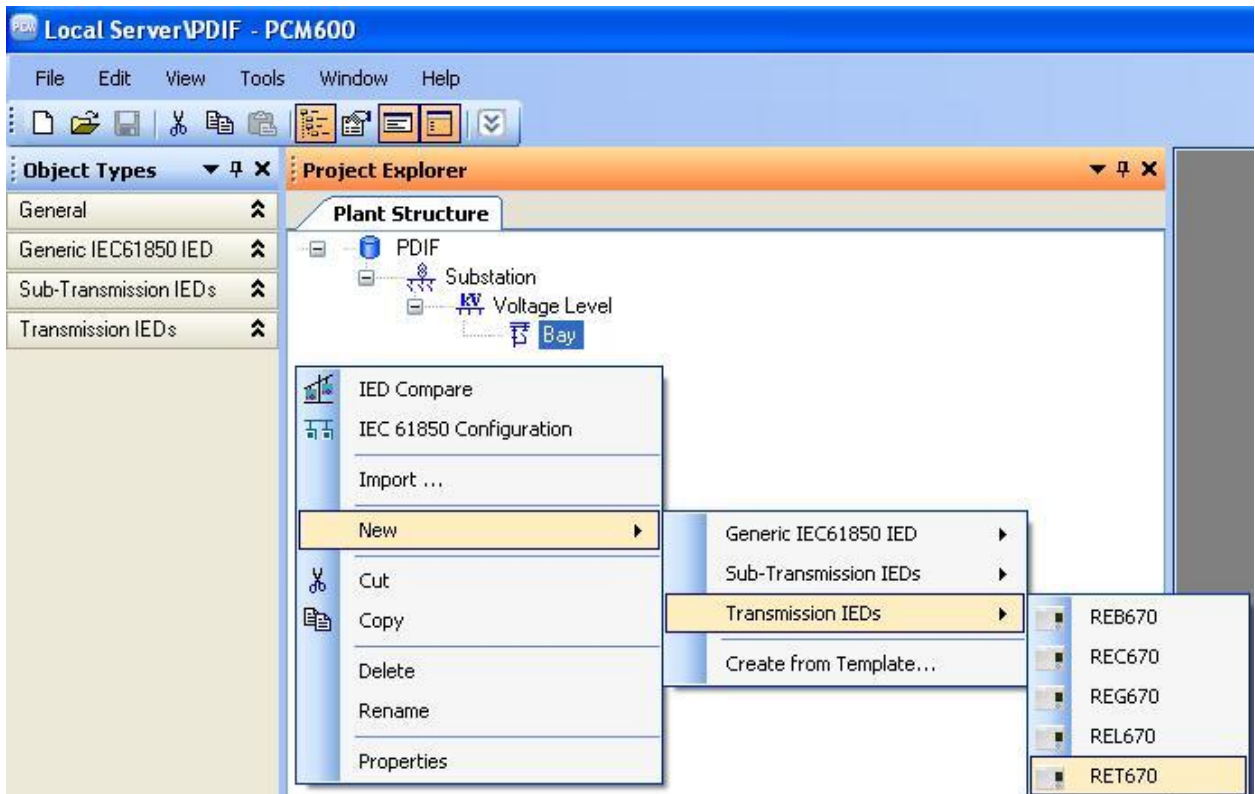 Local Server\PDIF - PCM600
File Edit View Tools Window Help
Object Types
Project Explorer
General
Generic IEC61850 IED
Sub-Transmission IEDs
Transmission IEDs
Plant Structure
PDIF
Substation
kV Voltage Level
Bay
IED Compare
IEC 61850 Configuration
Import ...
New
Cut
Copy
Delete
Rename
Properties
Generic IEC61850 IED
Sub-Transmission IEDs
Transmission IEDs
Create from Template...
REB670
REC670
REG670
REL670
RET670